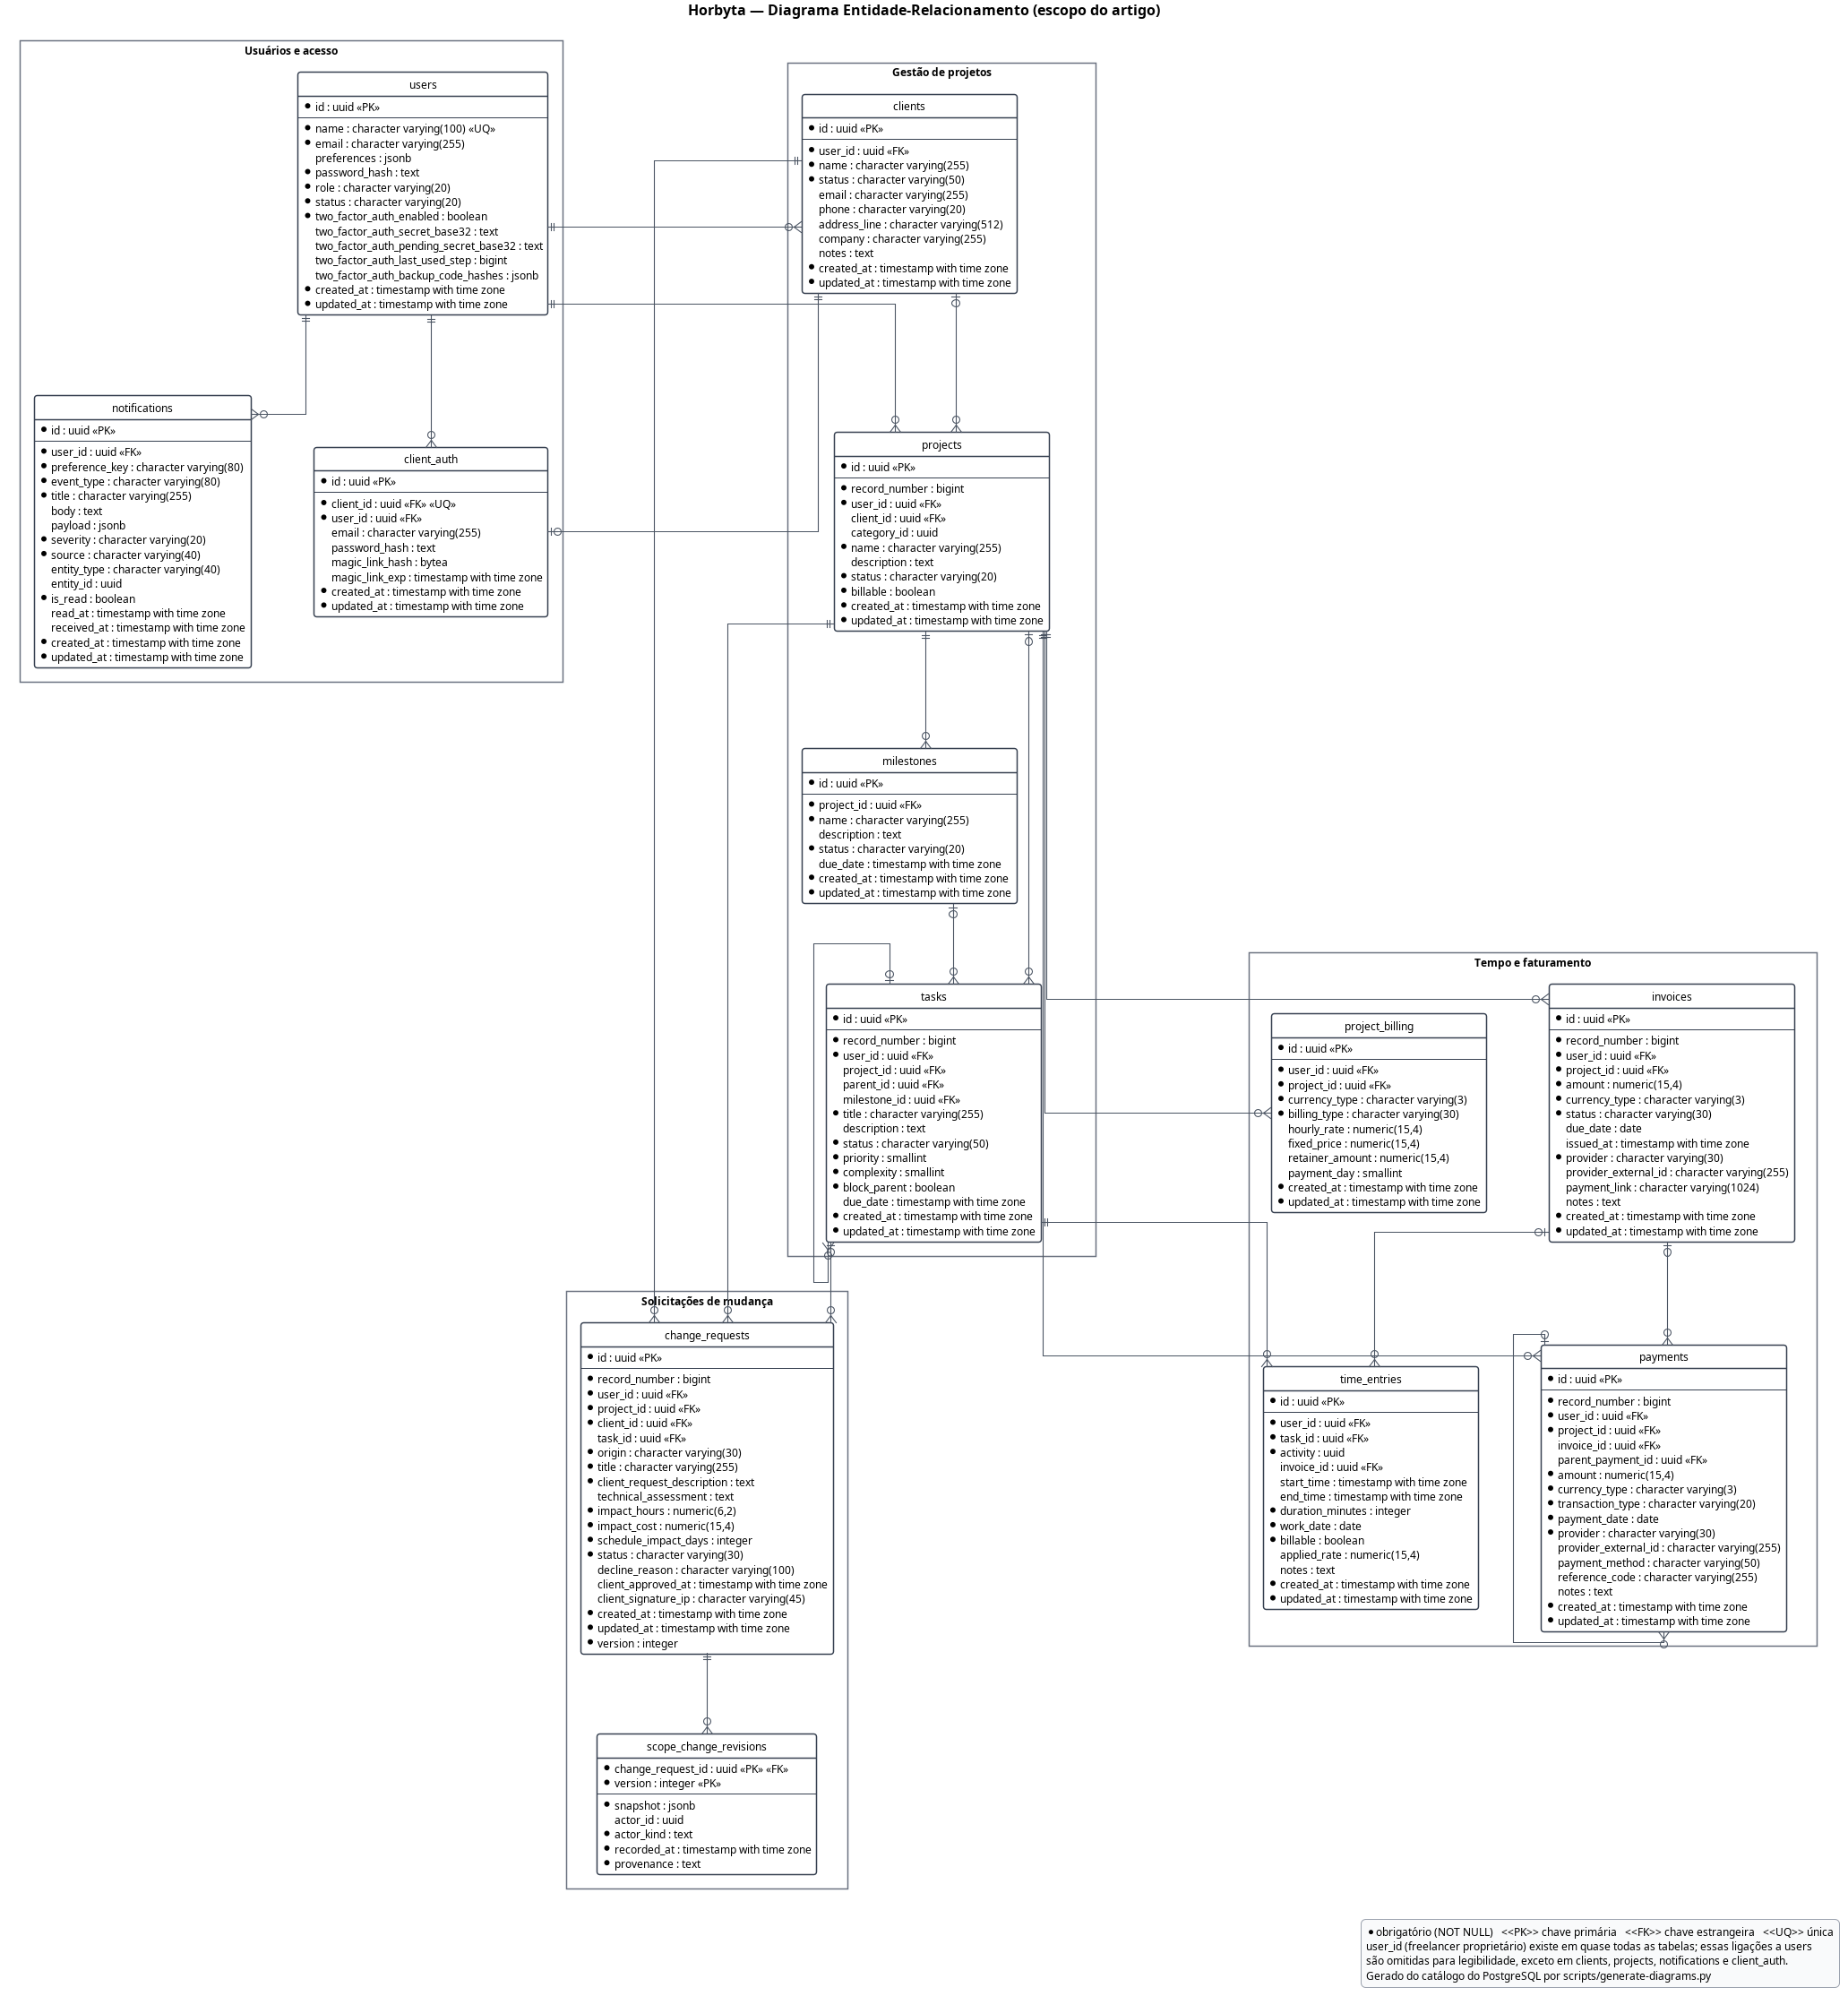 Horbyta — Diagrama Entidade-Relacionamento (escopo do artigo)
Usuários e acesso
users
id : uuid «PK»
name : character varying(100) «UQ»
email : character varying(255)
preferences : jsonb
password_hash : text
role : character varying(20)
status : character varying(20)
two_factor_auth_enabled : boolean
two_factor_auth_secret_base32 : text
two_factor_auth_pending_secret_base32 : text
two_factor_auth_last_used_step : bigint
two_factor_auth_backup_code_hashes : jsonb
created_at : timestamp with time zone
updated_at : timestamp with time zone
notifications
id : uuid «PK»
user_id : uuid «FK»
preference_key : character varying(80)
event_type : character varying(80)
title : character varying(255)
body : text
payload : jsonb
severity : character varying(20)
source : character varying(40)
entity_type : character varying(40)
entity_id : uuid
is_read : boolean
read_at : timestamp with time zone
received_at : timestamp with time zone
created_at : timestamp with time zone
updated_at : timestamp with time zone
client_auth
id : uuid «PK»
client_id : uuid «FK» «UQ»
user_id : uuid «FK»
email : character varying(255)
password_hash : text
magic_link_hash : bytea
magic_link_exp : timestamp with time zone
created_at : timestamp with time zone
updated_at : timestamp with time zone
Gestão de projetos
clients
id : uuid «PK»
user_id : uuid «FK»
name : character varying(255)
status : character varying(50)
email : character varying(255)
phone : character varying(20)
address_line : character varying(512)
company : character varying(255)
notes : text
created_at : timestamp with time zone
updated_at : timestamp with time zone
projects
id : uuid «PK»
record_number : bigint
user_id : uuid «FK»
client_id : uuid «FK»
category_id : uuid
name : character varying(255)
description : text
status : character varying(20)
billable : boolean
created_at : timestamp with time zone
updated_at : timestamp with time zone
milestones
id : uuid «PK»
project_id : uuid «FK»
name : character varying(255)
description : text
status : character varying(20)
due_date : timestamp with time zone
created_at : timestamp with time zone
updated_at : timestamp with time zone
tasks
id : uuid «PK»
record_number : bigint
user_id : uuid «FK»
project_id : uuid «FK»
parent_id : uuid «FK»
milestone_id : uuid «FK»
title : character varying(255)
description : text
status : character varying(50)
priority : smallint
complexity : smallint
block_parent : boolean
due_date : timestamp with time zone
created_at : timestamp with time zone
updated_at : timestamp with time zone
Tempo e faturamento
project_billing
id : uuid «PK»
user_id : uuid «FK»
project_id : uuid «FK»
currency_type : character varying(3)
billing_type : character varying(30)
hourly_rate : numeric(15,4)
fixed_price : numeric(15,4)
retainer_amount : numeric(15,4)
payment_day : smallint
created_at : timestamp with time zone
updated_at : timestamp with time zone
invoices
id : uuid «PK»
record_number : bigint
user_id : uuid «FK»
project_id : uuid «FK»
amount : numeric(15,4)
currency_type : character varying(3)
status : character varying(30)
due_date : date
issued_at : timestamp with time zone
provider : character varying(30)
provider_external_id : character varying(255)
payment_link : character varying(1024)
notes : text
created_at : timestamp with time zone
updated_at : timestamp with time zone
time_entries
id : uuid «PK»
user_id : uuid «FK»
task_id : uuid «FK»
activity : uuid
invoice_id : uuid «FK»
start_time : timestamp with time zone
end_time : timestamp with time zone
duration_minutes : integer
work_date : date
billable : boolean
applied_rate : numeric(15,4)
notes : text
created_at : timestamp with time zone
updated_at : timestamp with time zone
payments
id : uuid «PK»
record_number : bigint
user_id : uuid «FK»
project_id : uuid «FK»
invoice_id : uuid «FK»
parent_payment_id : uuid «FK»
amount : numeric(15,4)
currency_type : character varying(3)
transaction_type : character varying(20)
payment_date : date
provider : character varying(30)
provider_external_id : character varying(255)
payment_method : character varying(50)
reference_code : character varying(255)
notes : text
created_at : timestamp with time zone
updated_at : timestamp with time zone
Solicitações de mudança
change_requests
id : uuid «PK»
record_number : bigint
user_id : uuid «FK»
project_id : uuid «FK»
client_id : uuid «FK»
task_id : uuid «FK»
origin : character varying(30)
title : character varying(255)
client_request_description : text
technical_assessment : text
impact_hours : numeric(6,2)
impact_cost : numeric(15,4)
schedule_impact_days : integer
status : character varying(30)
decline_reason : character varying(100)
client_approved_at : timestamp with time zone
client_signature_ip : character varying(45)
created_at : timestamp with time zone
updated_at : timestamp with time zone
version : integer
scope_change_revisions
change_request_id : uuid «PK» «FK»
version : integer «PK»
snapshot : jsonb
actor_id : uuid
actor_kind : text
recorded_at : timestamp with time zone
provenance : text
• obrigatório (NOT NULL) <<PK>> chave primária <<FK>> chave estrangeira <<UQ>> única
user_id (freelancer proprietário) existe em quase todas as tabelas; essas ligações a users
são omitidas para legibilidade, exceto em clients, projects, notifications e client_auth.
Gerado do catálogo do PostgreSQL por scripts/generate-diagrams.py